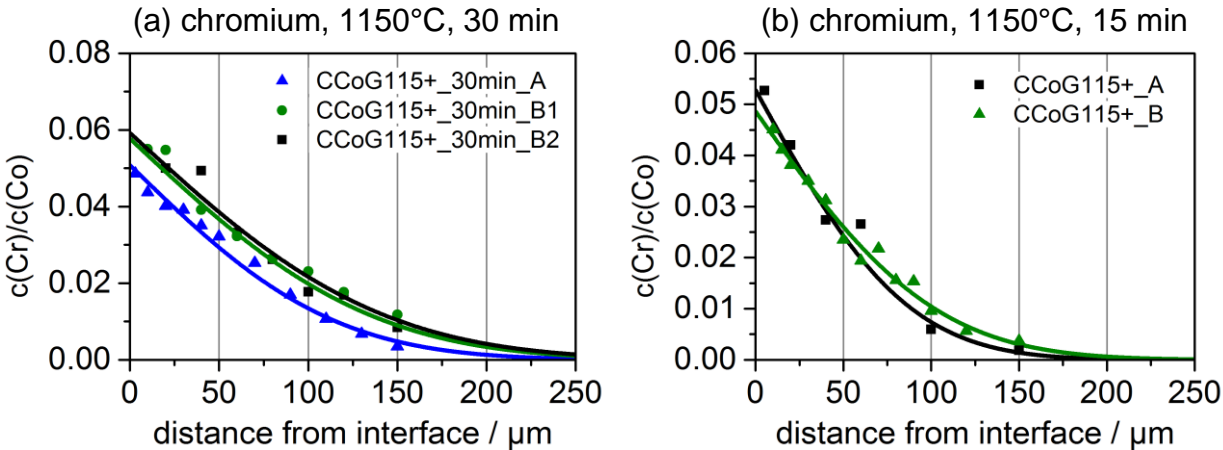 (a) chromium, 1150°C, 30 min
0.08
0.06
0.04
0.02
0.00
c(Cr)/c(Co)
CCoG115+_30min_A
CCoG115+_30min_B1
CCoG115+_30min_B2
0 50 100 150 200 250
distance from interface / µm
(b) chromium, 1150°C, 15 min
0.06
0.05
0.04
0.03
0.02
0.01
0.00
c(Cr)/c(Co)
CCoG115+_A
CCoG115+_B
0 50 100 150 200 250
distance from interface / µm